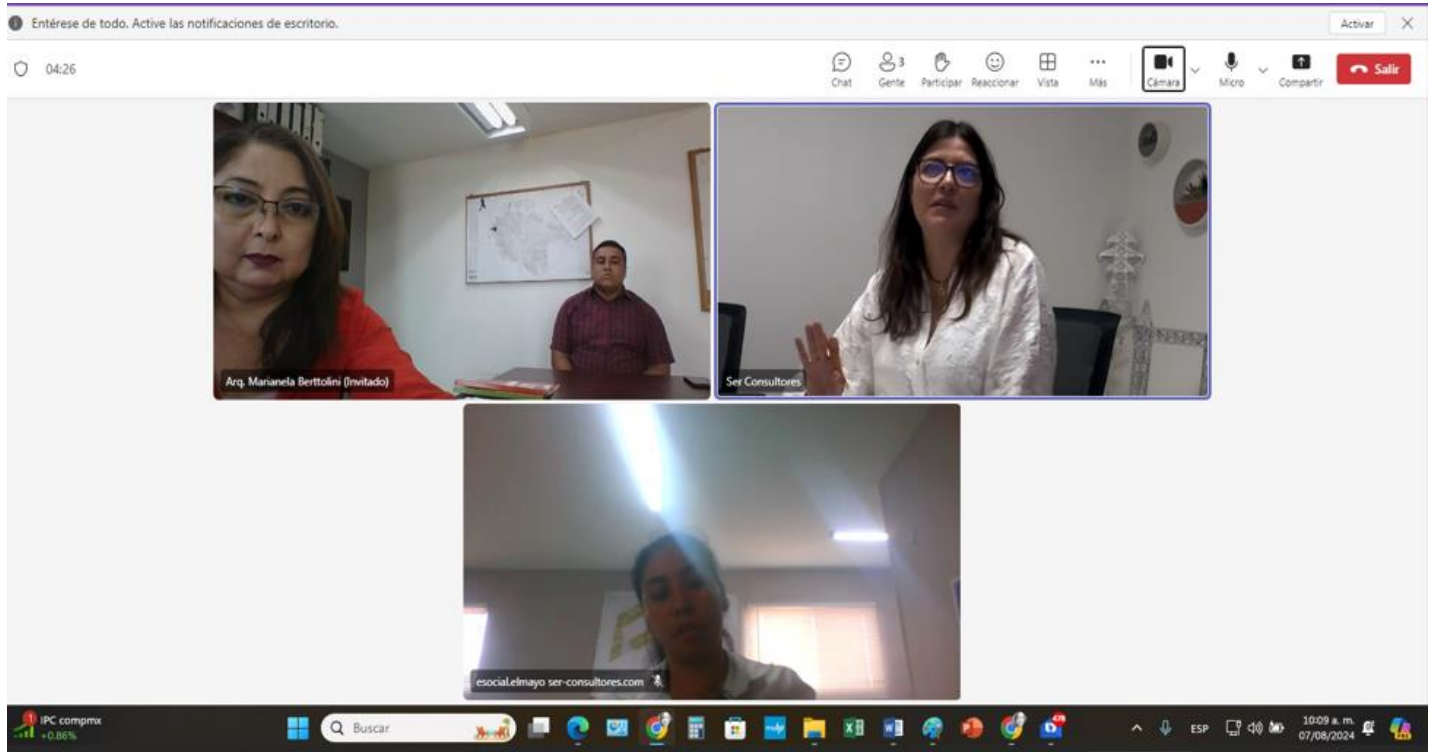 Entérese de todo. Active las notificaciones de escritorio.
Activar
04:26
Chat
3
Gente
Participar
Reaccionar
Vista
Más
Cámara
Micro
Compartir
Salir
Arq. Marianela Berttolini (Invitado)
Ser Consultores
esocial.elmayo ser-consultores.com
1
IPC compmx
+0.86%
Buscar
ESP
10:09 a. m.
07/08/2024